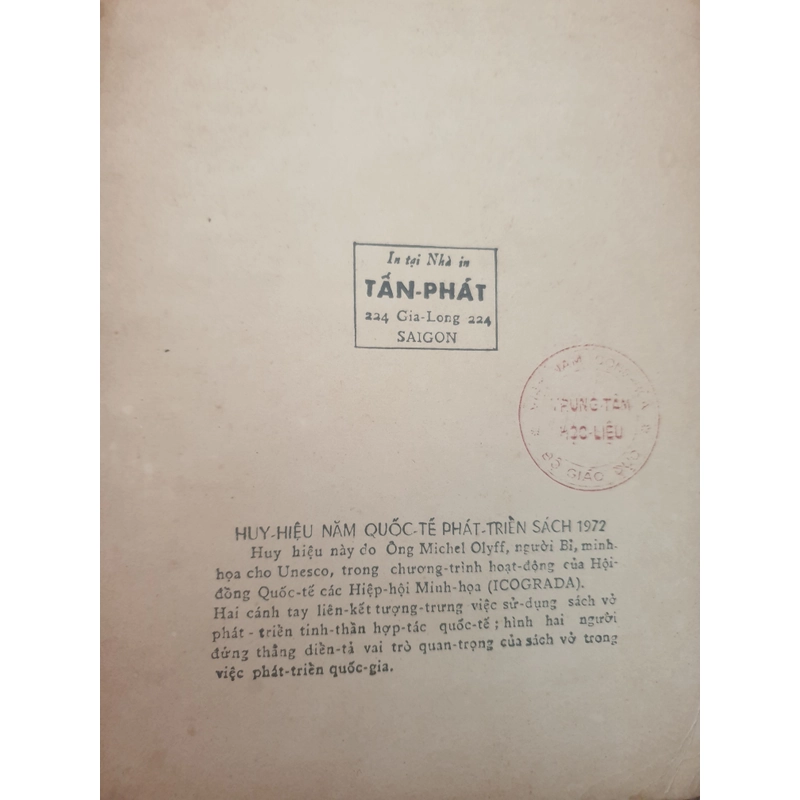 In tại Nhà in
TẤN-PHÁT
224 Gia-Long 224
SAIGON
VIỆT NAM CỘNG HÒA
TRUNG-TÂM
HỌC-LIỆU
BỘ GIÁO DỤC
HUY-HIỆU NĂM QUỐC-TẾ PHÁT-TRIỂN SÁCH 1972
Huy hiệu này do Ông Michel Olyff, người Bỉ, minh-
họa cho Unesco, trong chương-trình hoạt-động của Hội-
đồng Quốc-tế các Hiệp-hội Minh-họa (ICOGRADA).
Hai cánh tay liên-kết tượng-trưng việc sử-dụng sách vở
phát-triển tinh-thần hợp-tác quốc-tế ; hình hai người
đứng thẳng diễn-tả vai trò quan-trọng của sách vở trong
việc phát-triển quốc-gia.